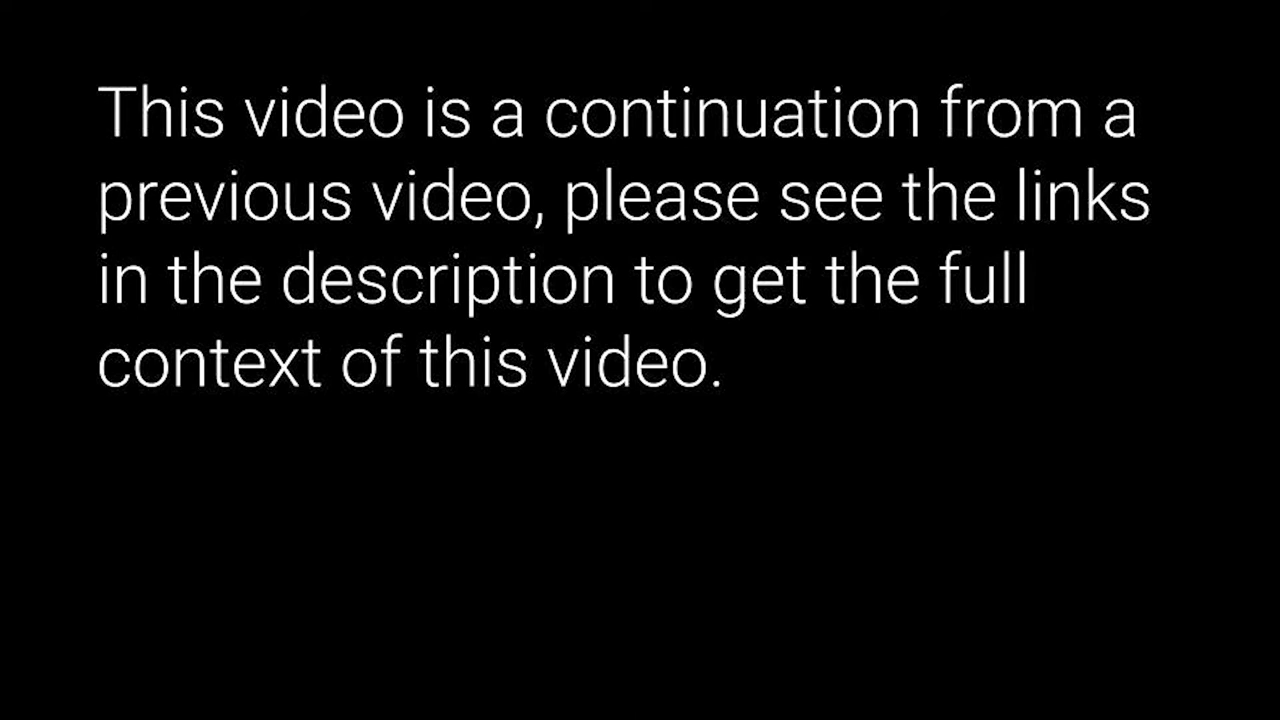 This video is a continuation from a
previous video, please see the links
in the description to get the full
context of this video.